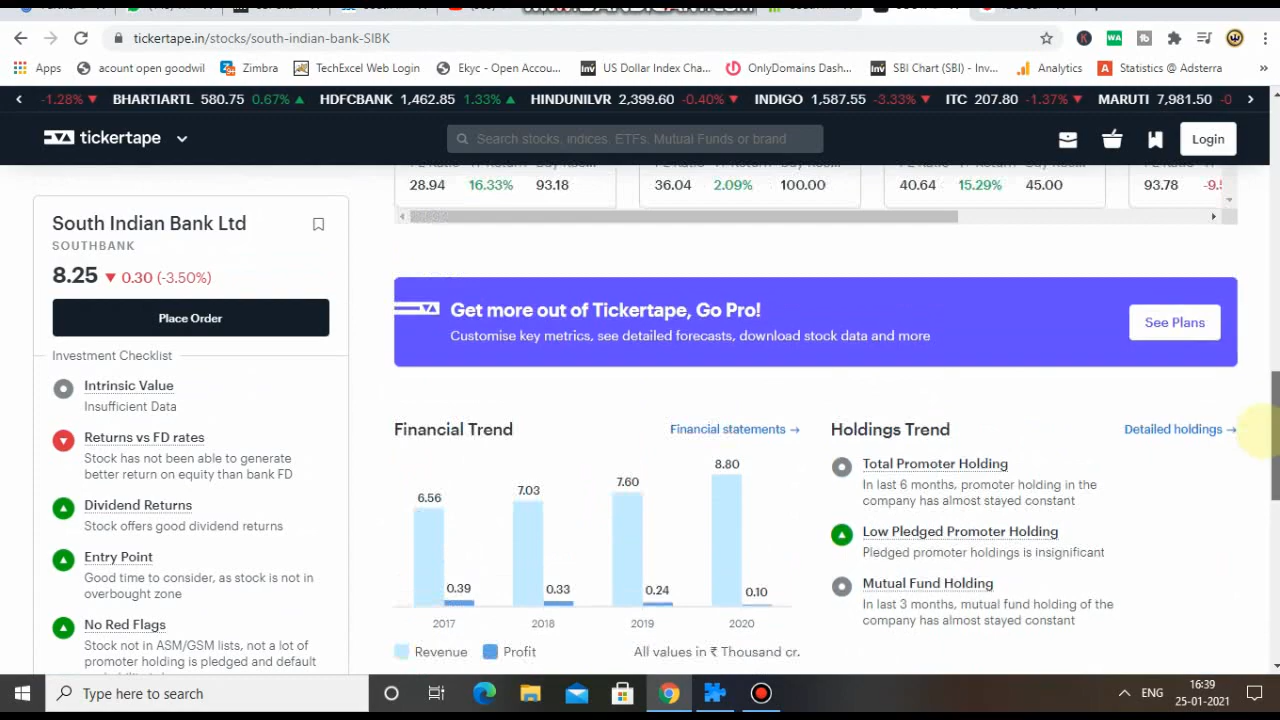 tickertape.in/stocks/south-indian-bank-SIBK
Apps
acount open goodwil
Zimbra
TechExcel Web Login
Ekyc - Open Accou...
US Dollar Index Cha...
OnlyDomains Dash...
SBI Chart (SBI) - Inv...
Analytics
Statistics @ Adsterra
»
-1.28% ▼ BHARTIARTL 580.75 0.67% ▲ HDFCBANK 1,462.85 1.33% ▲ HINDUNILVR 2,399.60 -0.40% ▼ INDIGO 1,587.55 -3.33% ▼ ITC 207.80 -1.37% ▼ MARUTI 7,981.50 -0
tickertape
Search stocks, indices, ETFs, Mutual Funds or brand
Login
28.94 16.33% 93.18
36.04 2.09% 100.00
40.64 15.29% 45.00
93.78 -9.5
South Indian Bank Ltd
SOUTHBANK
8.25 ▼ 0.30 (-3.50%)
Place Order
Investment Checklist
Intrinsic Value
Insufficient Data
Returns vs FD rates
Stock has not been able to generate
better return on equity than bank FD
Dividend Returns
Stock offers good dividend returns
Entry Point
Good time to consider, as stock is not in
overbought zone
No Red Flags
Stock not in ASM/GSM lists, not a lot of
promoter holding is pledged and default
Get more out of Tickertape, Go Pro!
Customise key metrics, see detailed forecasts, download stock data and more
See Plans
Financial Trend
Financial statements →
8.80
7.60
7.03
6.56
0.39
0.33
0.24
0.10
2017
2018
2019
2020
Revenue
Profit
All values in ₹ Thousand cr.
Holdings Trend
Detailed holdings →
Total Promoter Holding
In last 6 months, promoter holding in the
company has almost stayed constant
Low Pledged Promoter Holding
Pledged promoter holdings is insignificant
Mutual Fund Holding
In last 3 months, mutual fund holding of the
company has almost stayed constant
Type here to search
ENG
16:39
25-01-2021